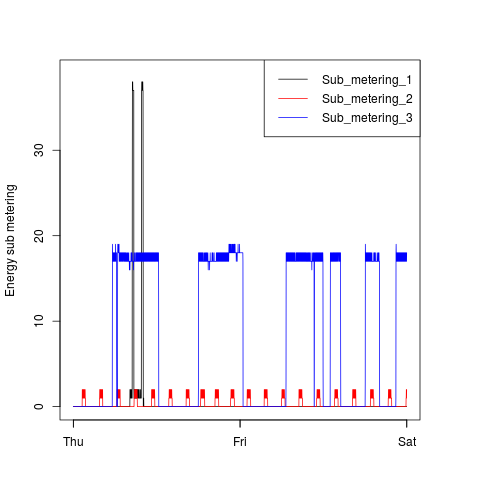 Sub_metering_1
Sub_metering_2
Sub_metering_3
Energy sub metering
30
20
10
0
Thu Fri Sat